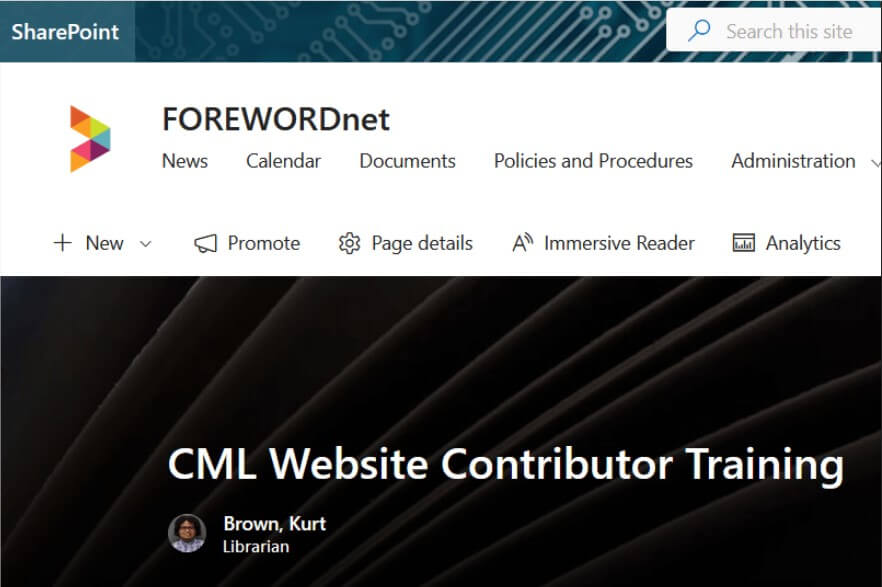 SharePoint
Search this site
FOREWORDnet
News Calendar Documents Policies and Procedures Administration
New Promote Page details Immersive Reader Analytics
CML Website Contributor Training
Brown, Kurt
Librarian